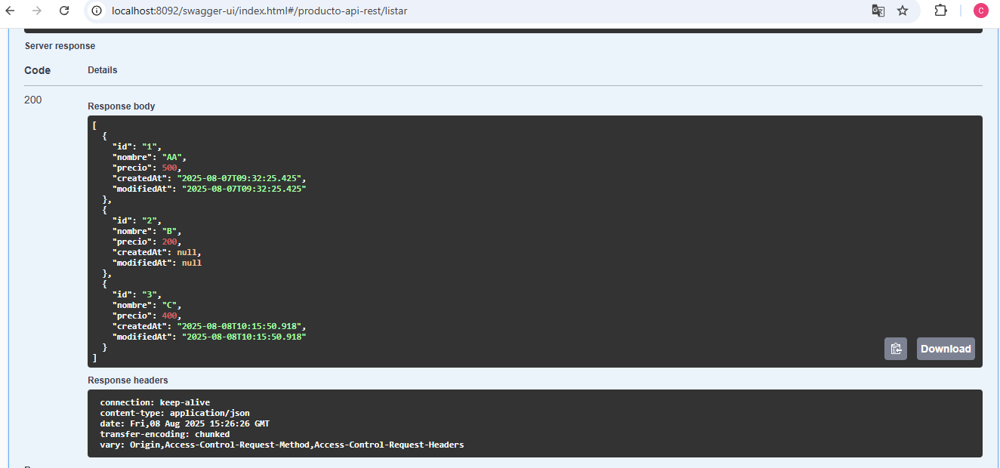 localhost:8092/swagger-ui/index.html#/producto-api-rest/listar
C
Server response
Code Details
200
Response body
[
  {
    "id": "1",
    "nombre": "AA",
    "precio": 500,
    "createdAt": "2025-08-07T09:32:25.425",
    "modifiedAt": "2025-08-07T09:32:25.425"
  },
  {
    "id": "2",
    "nombre": "B",
    "precio": 200,
    "createdAt": null,
    "modifiedAt": null
  },
  {
    "id": "3",
    "nombre": "C",
    "precio": 400,
    "createdAt": "2025-08-08T10:15:50.918",
    "modifiedAt": "2025-08-08T10:15:50.918"
  }
]
Download
Response headers
connection: keep-alive
content-type: application/json
date: Fri,08 Aug 2025 15:26:26 GMT
transfer-encoding: chunked
vary: Origin,Access-Control-Request-Method,Access-Control-Request-Headers